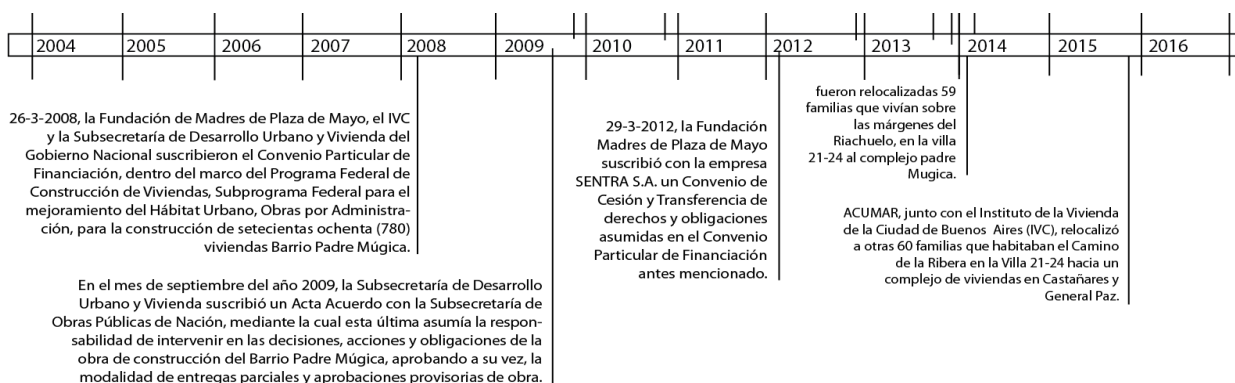 2004 2005 2006 2007 2008 2009 2010 2011 2012 2013 2014 2015 2016
26-3-2008, la Fundación de Madres de Plaza de Mayo, el IVC
y la Subsecretaría de Desarrollo Urbano y Vivienda del
Gobierno Nacional suscribieron el Convenio Particular de
Financiación, dentro del marco del Programa Federal de
Construcción de Viviendas, Subprograma Federal para el
mejoramiento del Hábitat Urbano, Obras por Administra-
ción, para la construcción de setecientas ochenta (780)
viviendas Barrio Padre Múgica.
En el mes de septiembre del año 2009, la Subsecretaría de Desarrollo
Urbano y Vivienda suscribió un Acta Acuerdo con la Subsecretaría de
Obras Públicas de Nación, mediante la cual esta última asumía la respon-
sabilidad de intervenir en las decisiones, acciones y obligaciones de la
obra de construcción del Barrio Padre Múgica, aprobando a su vez, la
modalidad de entregas parciales y aprobaciones provisorias de obra.
29-3-2012, la Fundación
Madres de Plaza de Mayo
suscribió con la empresa
SENTRA S.A. un Convenio de
Cesión y Transferencia de
derechos y obligaciones
asumidas en el Convenio
Particular de Financiación
antes mencionado.
fueron relocalizadas 59
familias que vivían sobre
las márgenes del
Riachuelo, en la villa
21-24 al complejo padre
Mugica.
ACUMAR, junto con el Instituto de la Vivienda
de la Ciudad de Buenos Aires (IVC), relocalizó
a otras 60 familias que habitaban el Camino
de la Ribera en la Villa 21-24 hacia un
complejo de viviendas en Castañares y
General Paz.